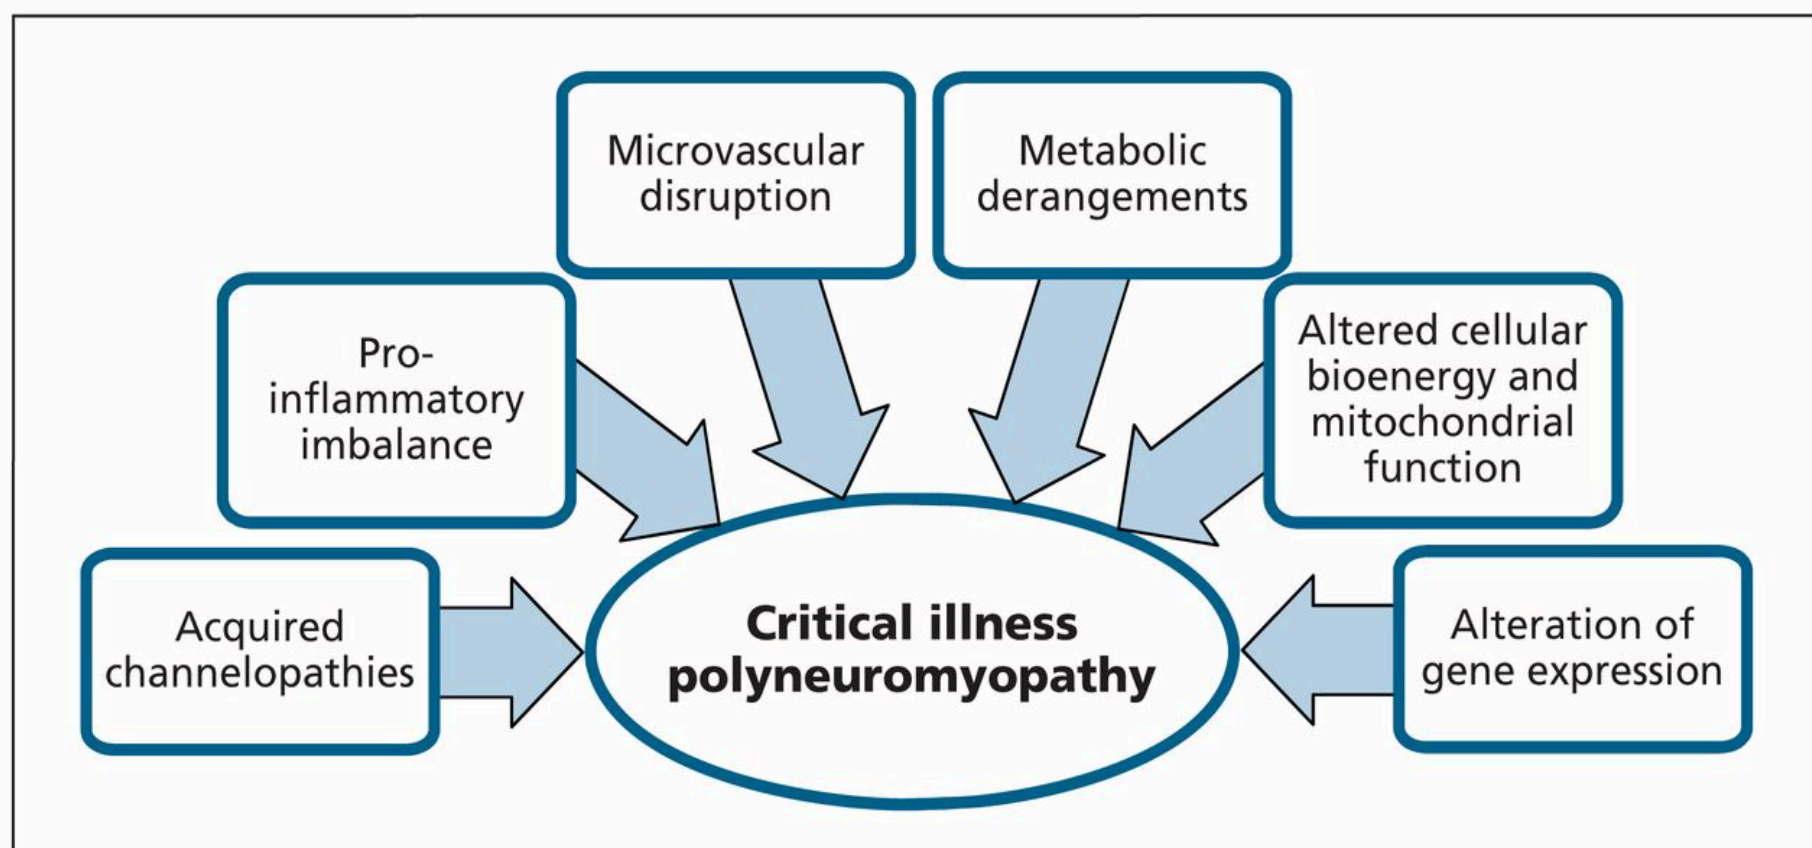 Microvascular
disruption
Metabolic
derangements
Pro-
inflammatory
imbalance
Altered cellular
bioenergy and
mitochondrial
function
Acquired
channelopathies
Critical illness
polyneuromyopathy
Alteration of
gene expression